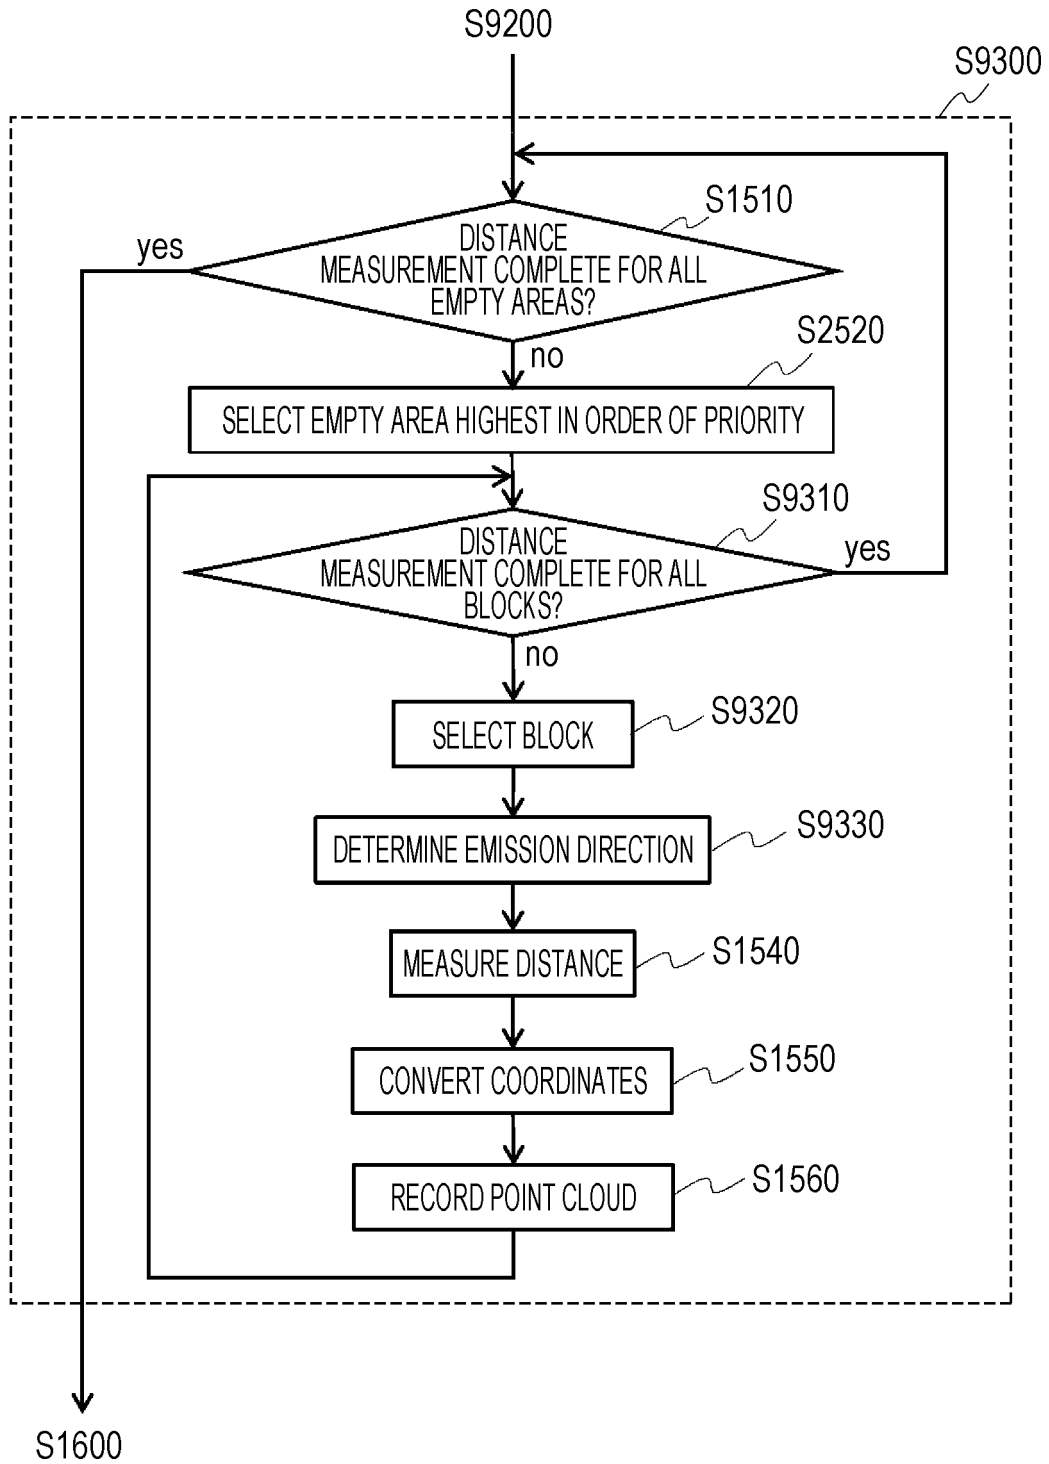 S9200
S9300
S1510
yes
DISTANCE
MEASUREMENT COMPLETE FOR ALL
EMPTY AREAS?
no
S2520
SELECT EMPTY AREA HIGHEST IN ORDER OF PRIORITY
S9310
DISTANCE
MEASUREMENT COMPLETE FOR ALL
BLOCKS?
yes
no
S9320
SELECT BLOCK
S9330
DETERMINE EMISSION DIRECTION
S1540
MEASURE DISTANCE
S1550
CONVERT COORDINATES
S1560
RECORD POINT CLOUD
S1600